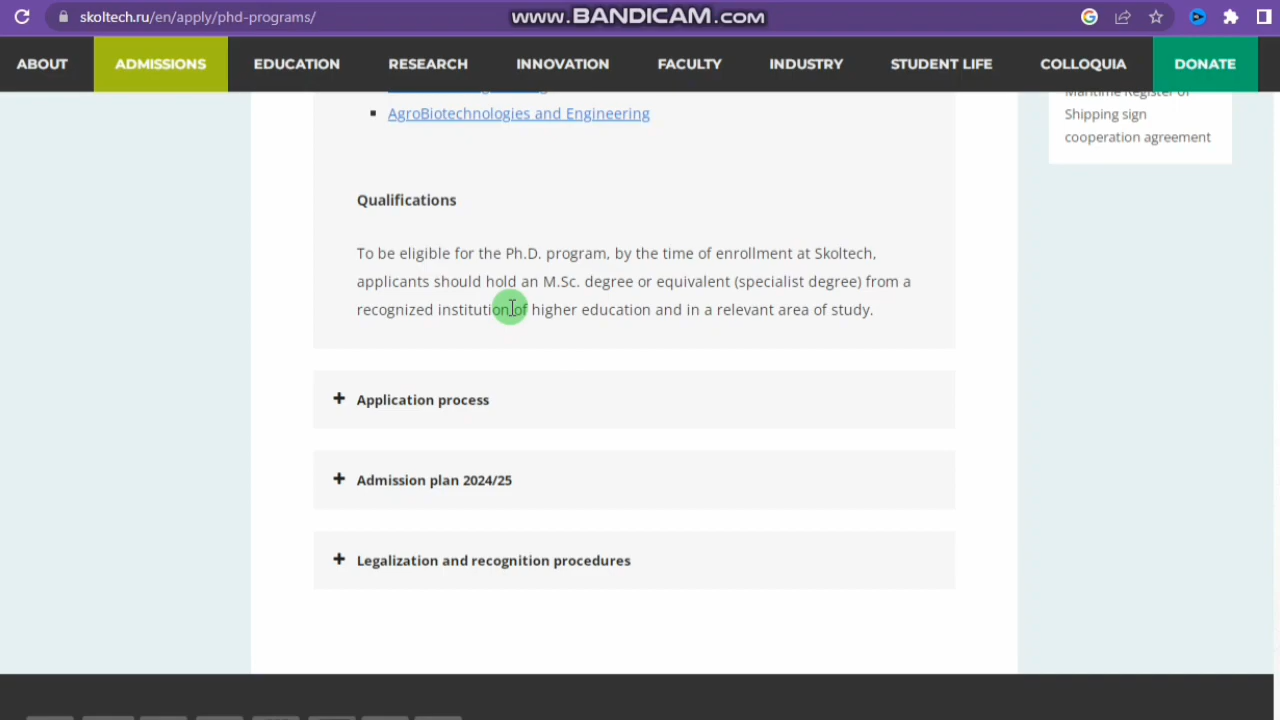 skoltech.ru/en/apply/phd-programs/
www.BANDICAM.com
ABOUT ADMISSIONS EDUCATION RESEARCH INNOVATION FACULTY INDUSTRY STUDENT LIFE COLLOQUIA DONATE
Maritime Register of
Shipping sign
cooperation agreement
AgroBiotechnologies and Engineering
Qualifications
To be eligible for the Ph.D. program, by the time of enrollment at Skoltech,
applicants should hold an M.Sc. degree or equivalent (specialist degree) from a
recognized institution of higher education and in a relevant area of study.
Application process
Admission plan 2024/25
Legalization and recognition procedures